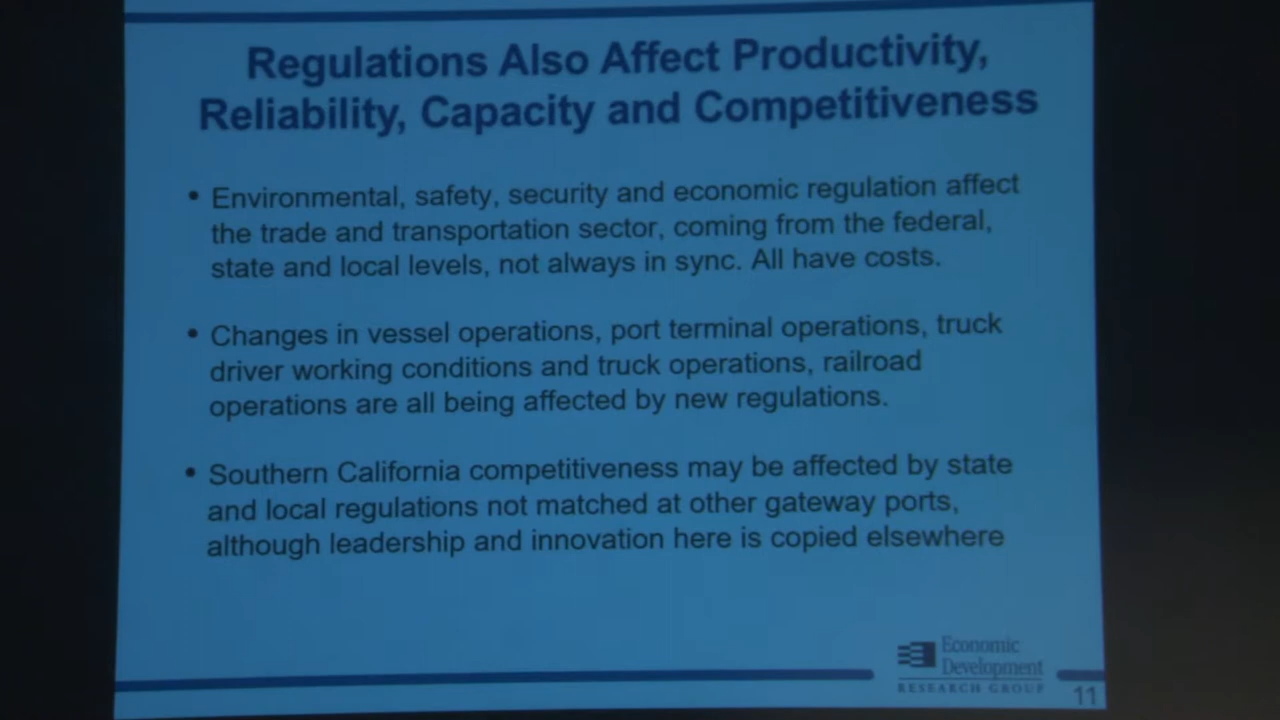 Regulations Also Affect Productivity,
Reliability, Capacity and Competitiveness
• Environmental, safety, security and economic regulation affect
the trade and transportation sector, coming from the federal,
state and local levels, not always in sync. All have costs.
• Changes in vessel operations, port terminal operations, truck
driver working conditions and truck operations, railroad
operations are all being affected by new regulations.
• Southern California competitiveness may be affected by state
and local regulations not matched at other gateway ports,
although leadership and innovation here is copied elsewhere
Economic
Development
RESEARCH GROUP
11